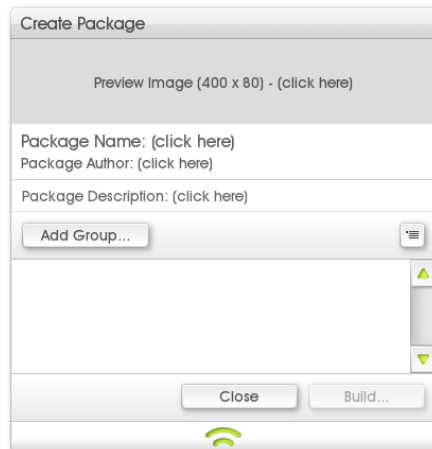 Create Package
Preview Image (400 x 80) - (click here)
Package Name: (click here)
Package Author: (click here)
Package Description: (click here)
Add Group...
Close
Build...